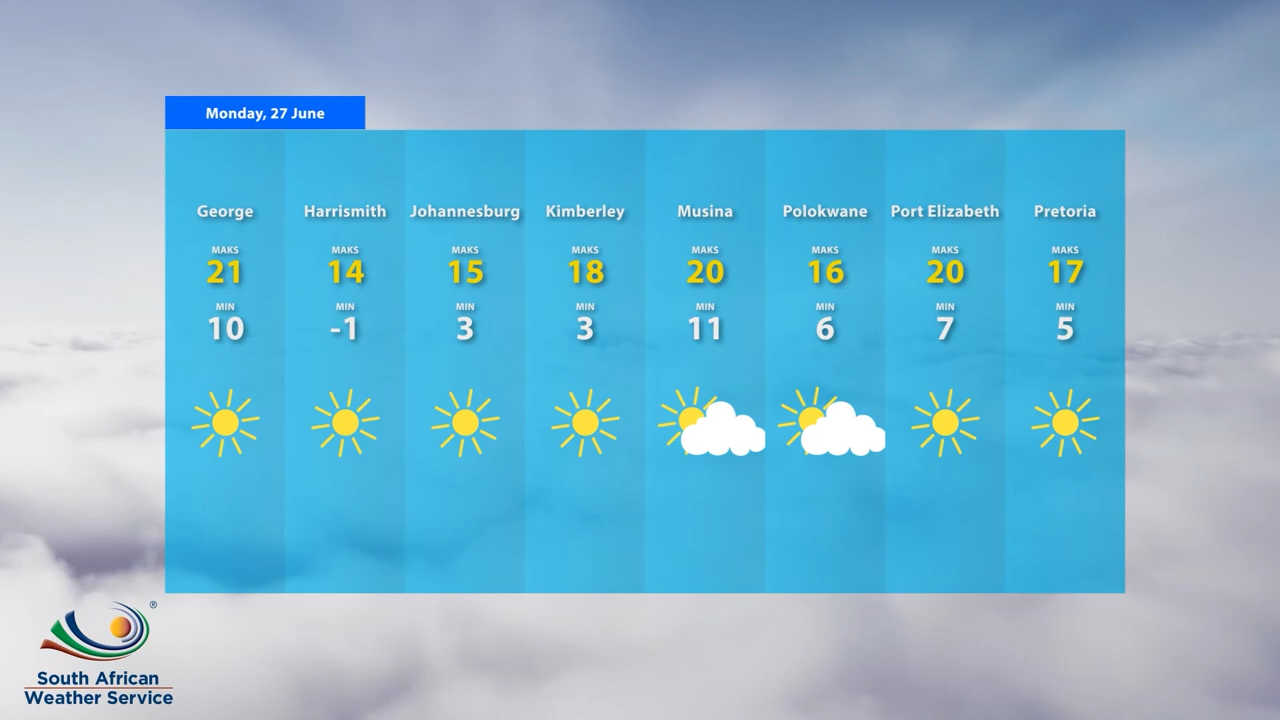 Monday, 27 June
George Harrismith Johannesburg Kimberley Musina Polokwane Port Elizabeth Pretoria
MAKS MAKS MAKS MAKS MAKS MAKS MAKS MAKS
21 14 15 18 20 16 20 17
MIN MIN MIN MIN MIN MIN MIN MIN
10 -1 3 3 11 6 7 5
®
South African
Weather Service